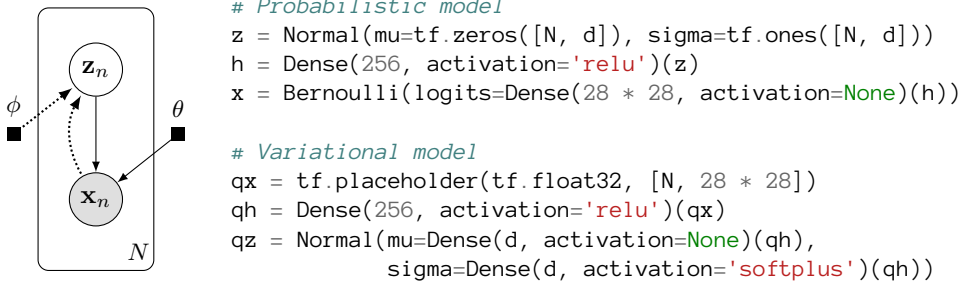 # Probabilistic model
z = Normal(mu=tf.zeros([N, d]), sigma=tf.ones([N, d]))
h = Dense(256, activation='relu')(z)
x = Bernoulli(logits=Dense(28 * 28, activation=None)(h))
# Variational model
qx = tf.placeholder(tf.float32, [N, 28 * 28])
qh = Dense(256, activation='relu')(qx)
qz = Normal(mu=Dense(d, activation=None)(qh),
sigma=Dense(d, activation='softplus')(qh))
zₙ
ϕ
θ
xₙ
N